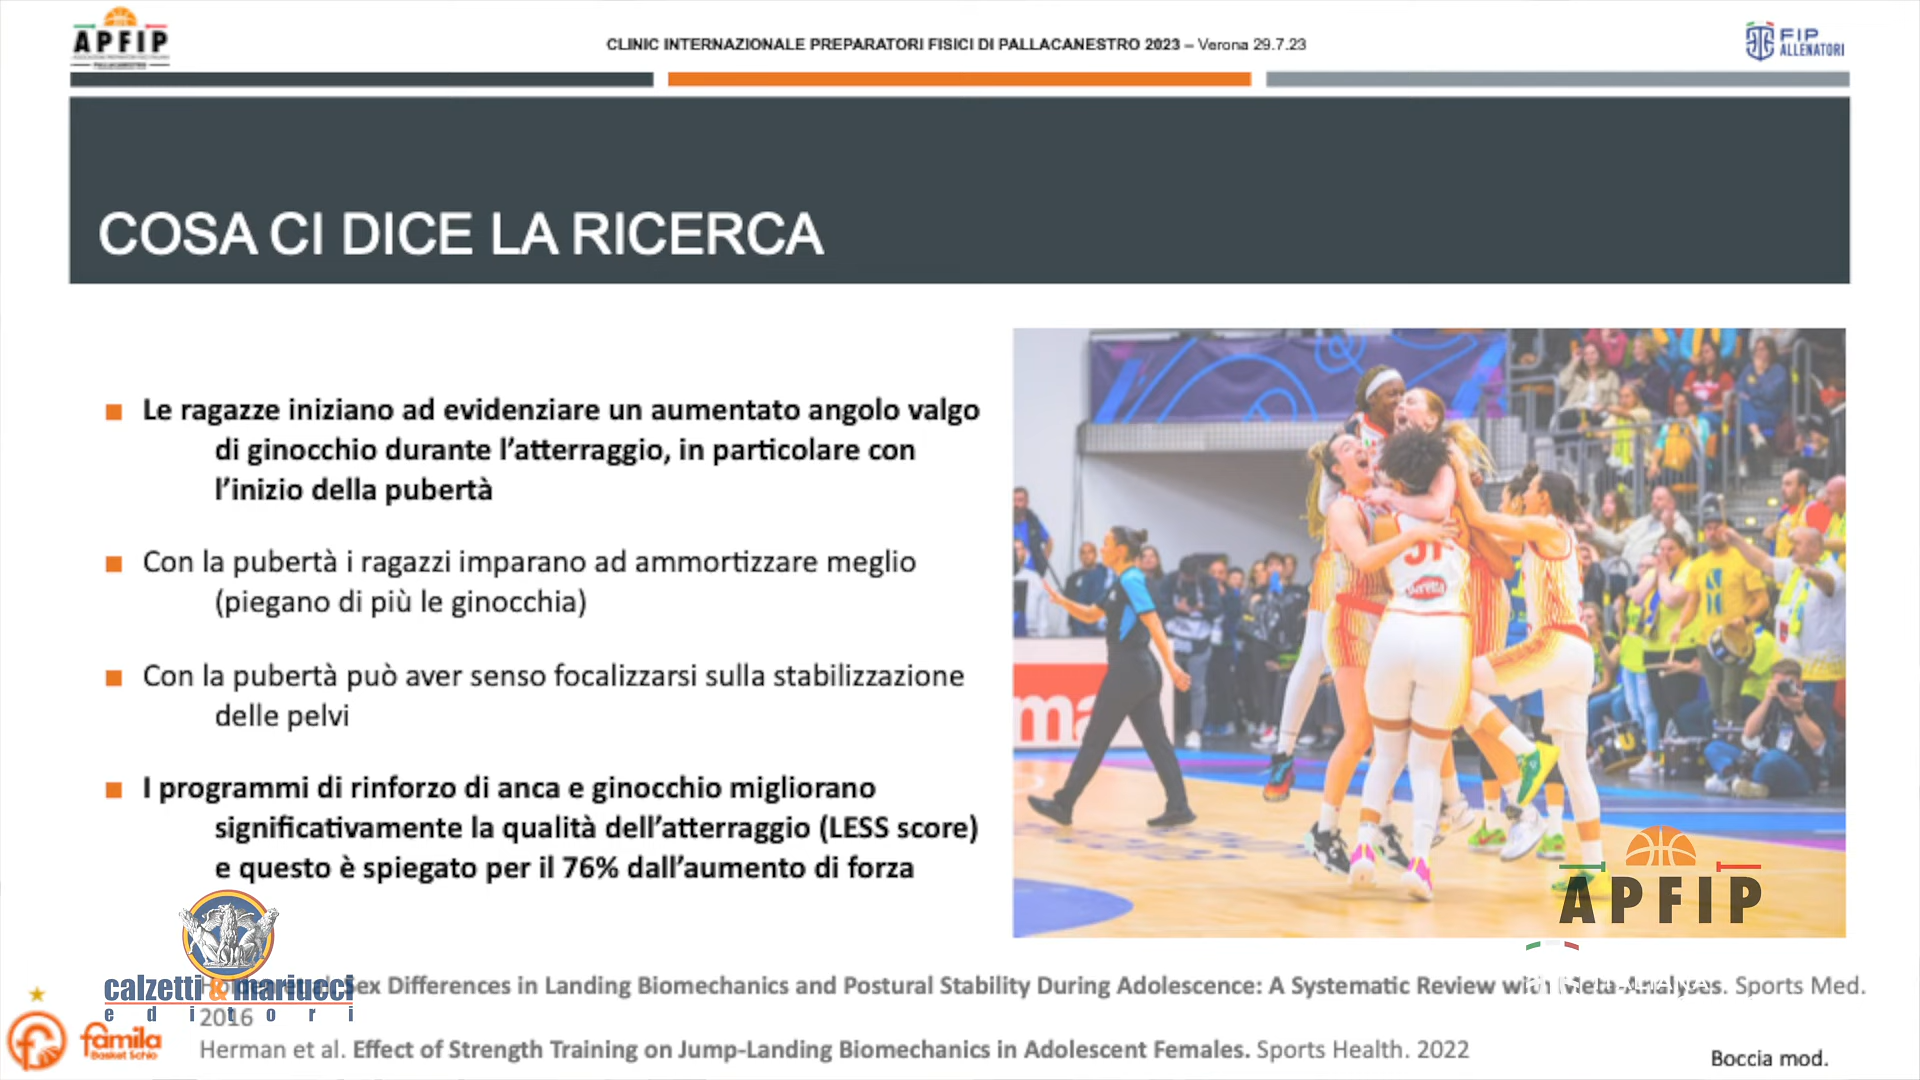 APFIP
CLINIC INTERNAZIONALE PREPARATORI FISICI DI PALLACANESTRO 2023 – Verona 29.7.23
FIP
ALLENATORI
COSA CI DICE LA RICERCA
Le ragazze iniziano ad evidenziare un aumentato angolo valgo
di ginocchio durante l'atterraggio, in particolare con
l'inizio della pubertà
Con la pubertà i ragazzi imparano ad ammortizzare meglio
(piegano di più le ginocchia)
Con la pubertà può aver senso focalizzarsi sulla stabilizzazione
delle pelvi
I programmi di rinforzo di anca e ginocchio migliorano
significativamente la qualità dell'atterraggio (LESS score)
e questo è spiegato per il 76% dall'aumento di forza
APFIP
calzetti & mariucci
editori
Sex Differences in Landing Biomechanics and Postural Stability During Adolescence: A Systematic Review with Meta-Analyses. Sports Med.
2016
Herman et al. Effect of Strength Training on Jump-Landing Biomechanics in Adolescent Females. Sports Health. 2022
famila
Basket Schio
Boccia mod.